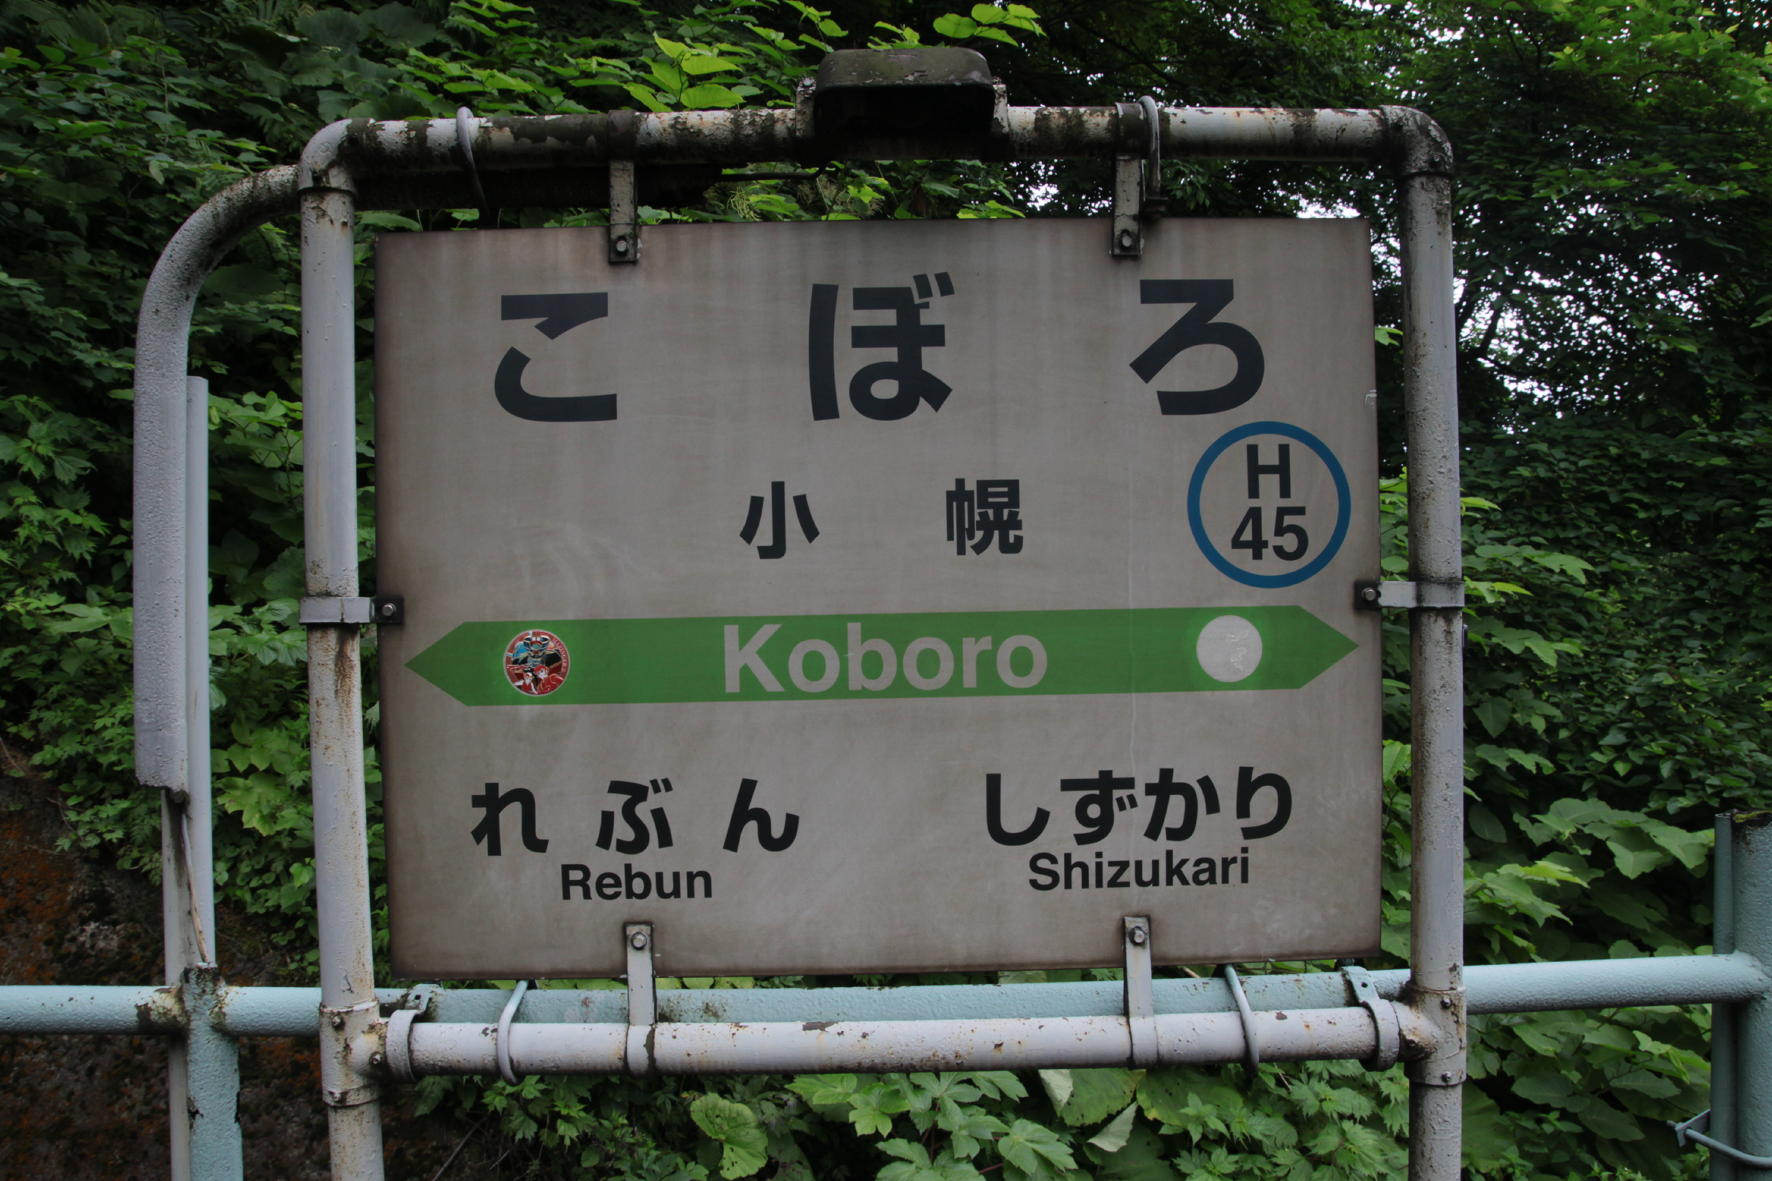 こぼろ
小幌
H
45
Koboro
れぶん しずかり
Rebun Shizukari